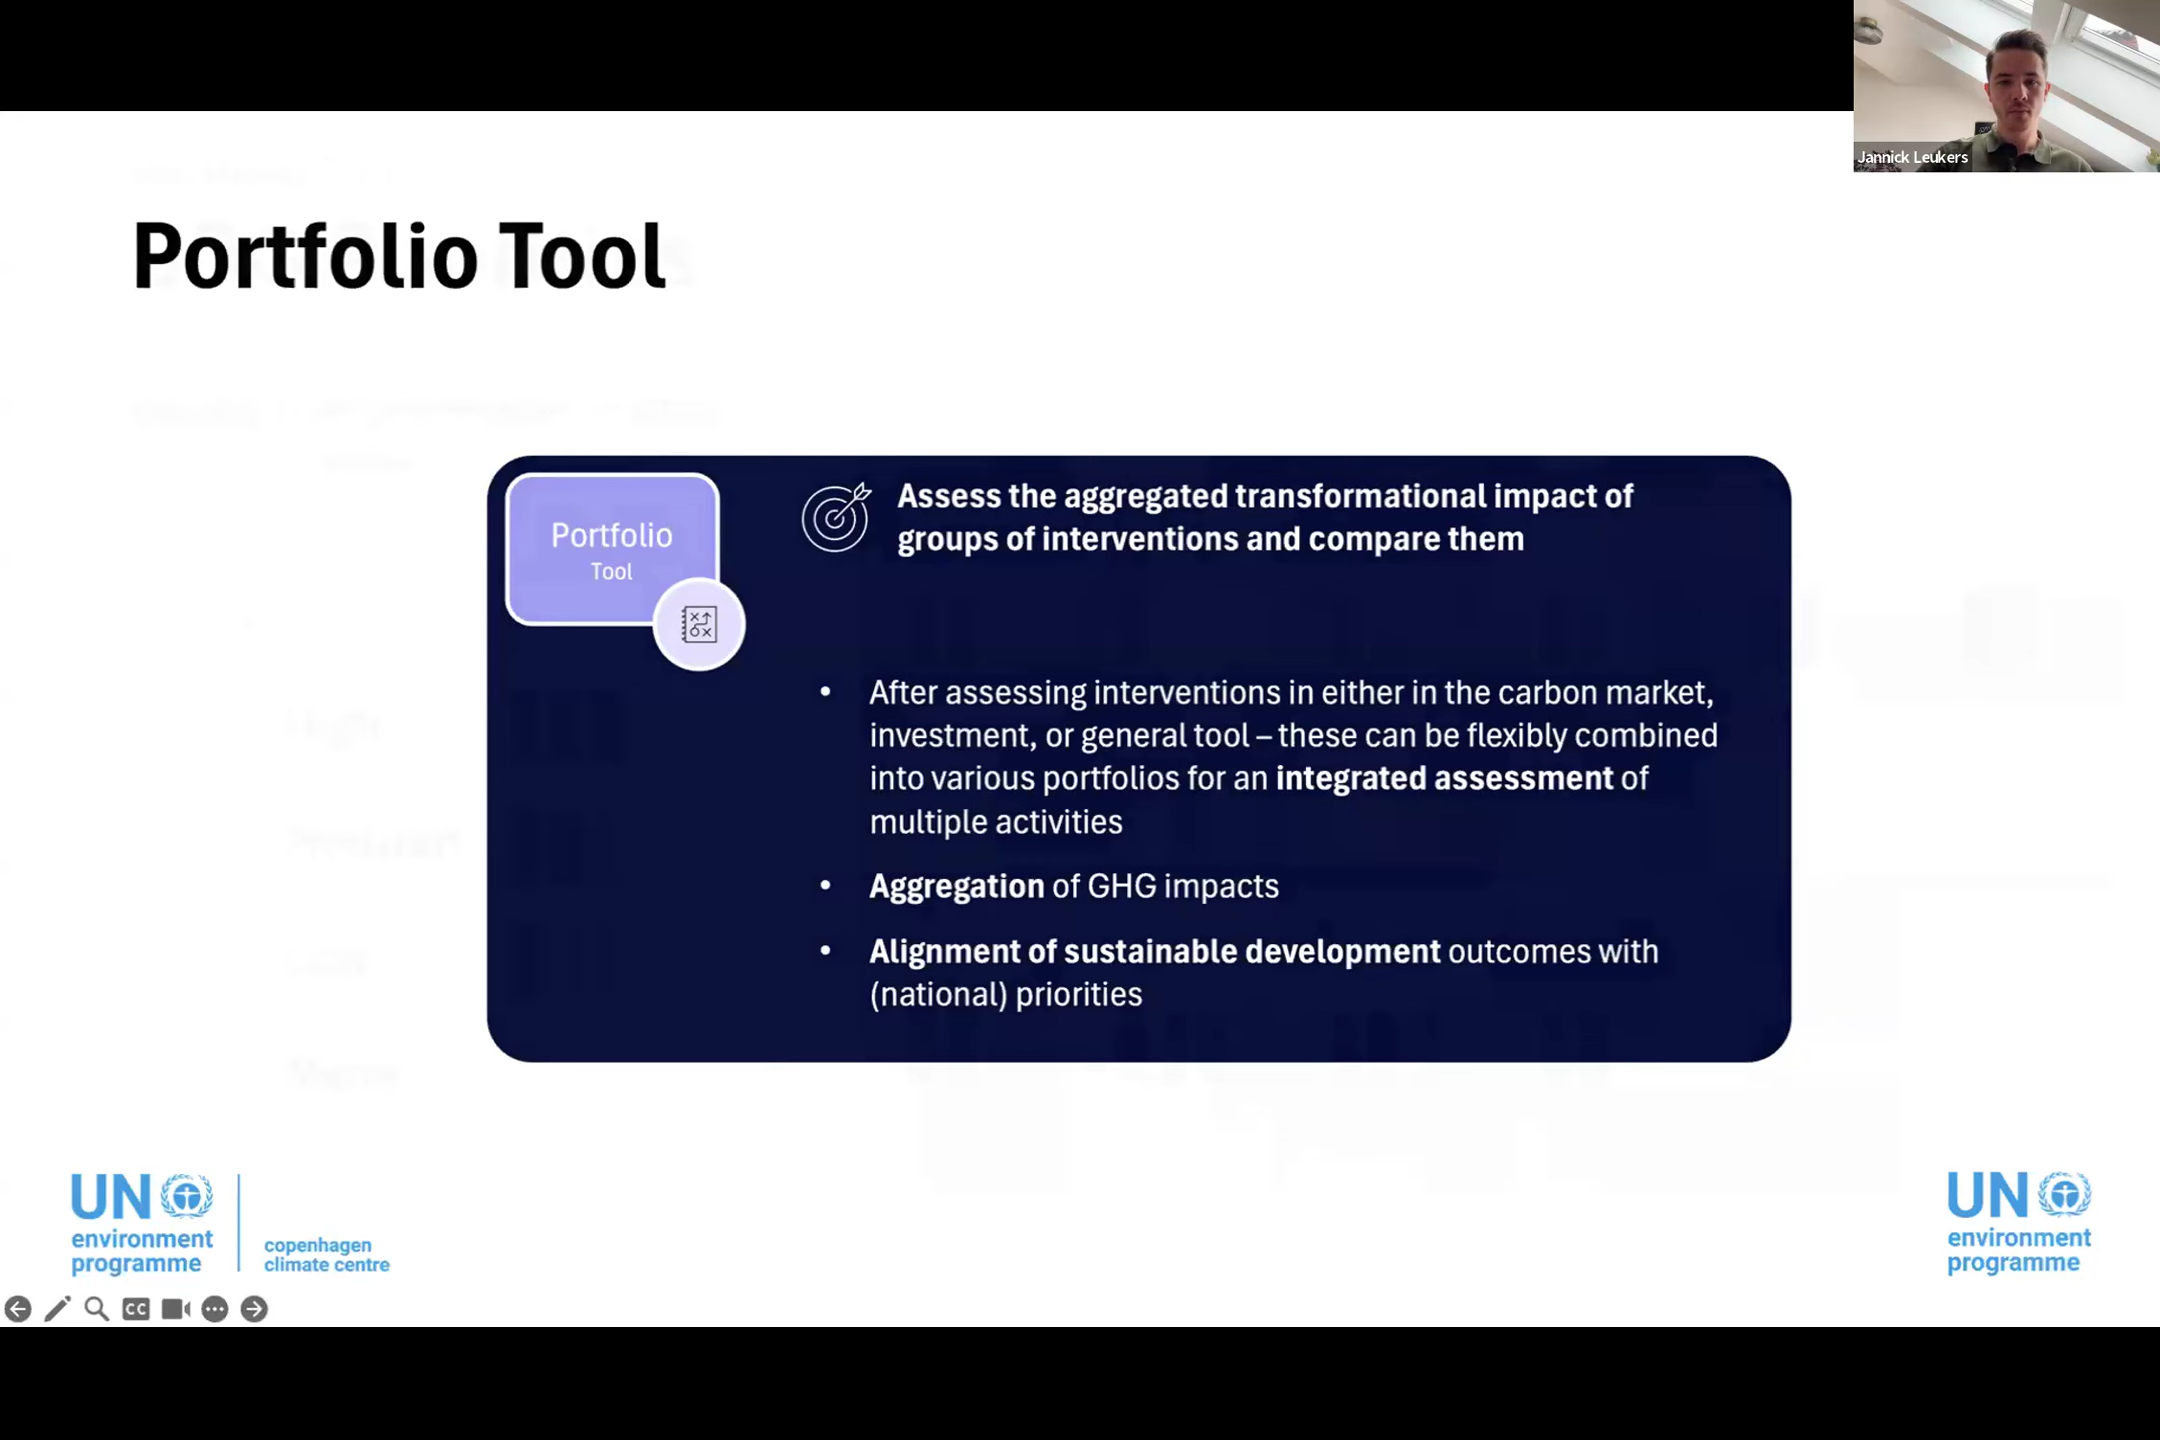 Jannick Leukers
Portfolio Tool
Portfolio
Tool
Assess the aggregated transformational impact of
groups of interventions and compare them
• After assessing interventions in either in the carbon market,
investment, or general tool – these can be flexibly combined
into various portfolios for an integrated assessment of
multiple activities
• Aggregation of GHG impacts
• Alignment of sustainable development outcomes with
(national) priorities
UN
environment
programme
copenhagen
climate centre
UN
environment
programme
CC